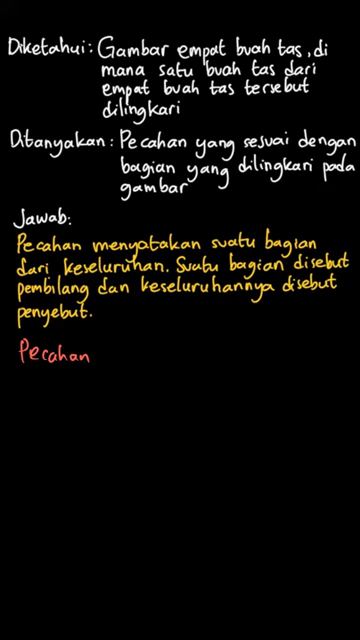 Diketahui: Gambar empat buah tas, di
mana satu buah tas dari
empat buah tas tersebut
dilingkari
Ditanyakan: Pecahan yang sesuai dengan
bagian yang dilingkari pada
gambar
Jawab:
Pecahan menyatakan suatu bagian
dari keseluruhan. Suatu bagian disebut
pembilang dan keseluruhannya disebut
penyebut.
Pecahan